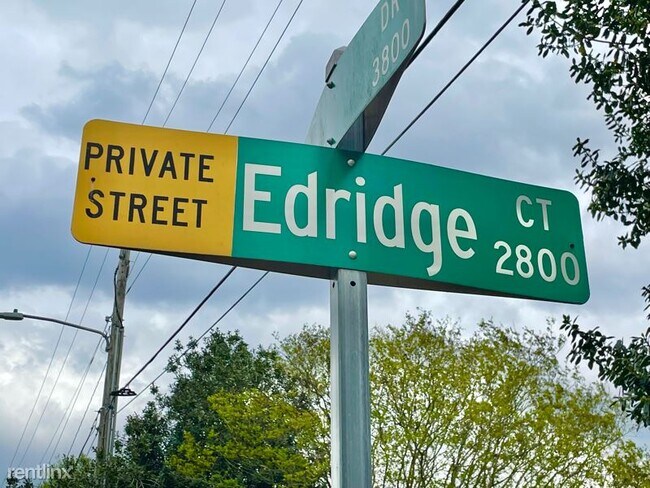 DR
3800
PRIVATE
STREET
Edridge CT
2800
rentlinx